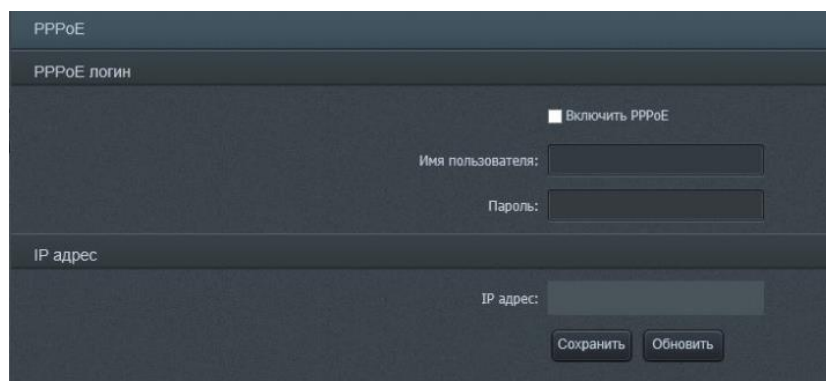 PPPoE
PPPoE логин
Включить PPPoE
Имя пользователя:
Пароль:
IP адрес
IP адрес:
Сохранить Обновить